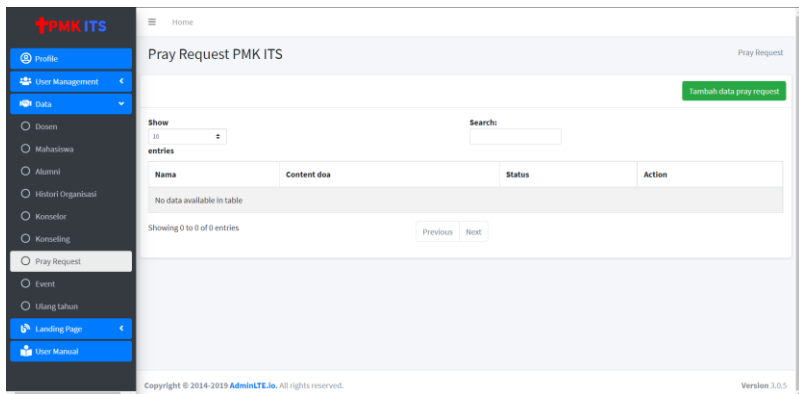 PMK ITS
Home
Profile
User Management
Data
Dosen
Mahasiswa
Alumni
Histori Organisasi
Konselor
Konseling
Pray Request
Event
Ulang tahun
Landing Page
User Manual
Pray Request PMK ITS
Pray Request
Tambah data pray request
Show
10
entries
Search:
Nama Content doa Status Action
No data available in table
Showing 0 to 0 of 0 entries
Previous Next
Copyright © 2014-2019 AdminLTE.io. All rights reserved.
Version 3.0.5